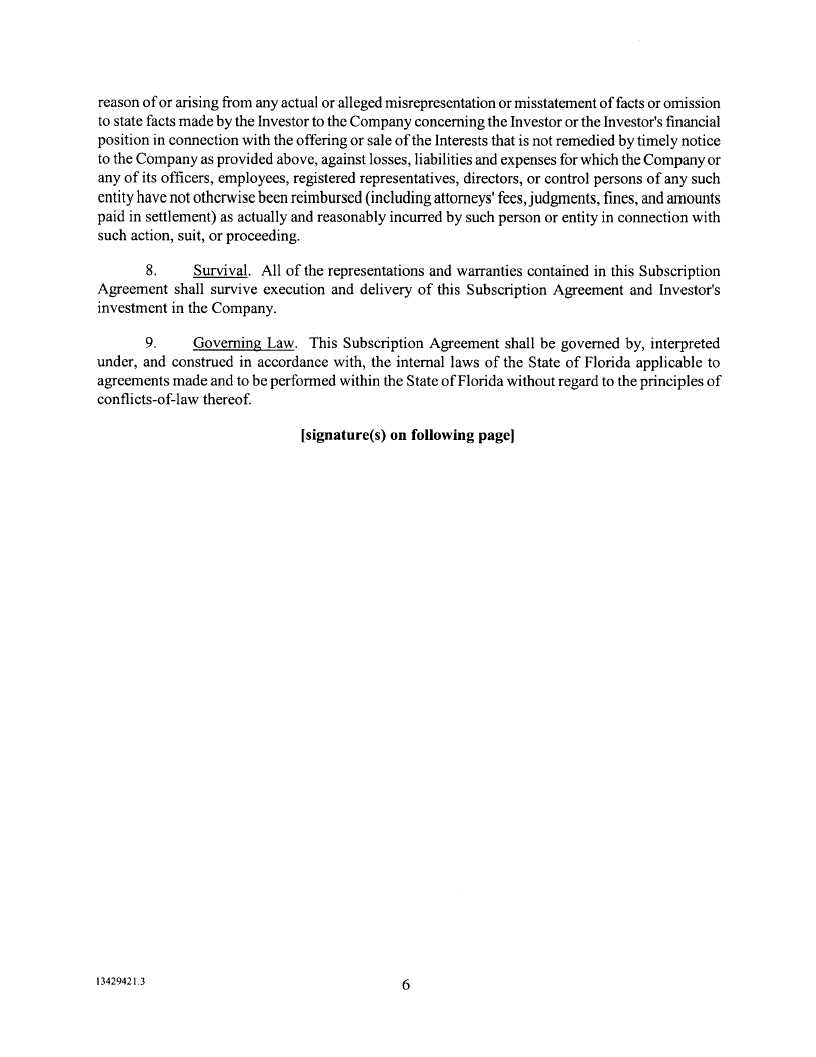 reason of or arising from any actual or alleged misrepresentation or misstatement of facts or omission
to state facts made by the Investor to the Company concerning the Investor or the Investor's financial
position in connection with the offering or sale of the Interests that is not remedied by timely notice
to the Company as provided above, against losses, liabilities and expenses for which the Company or
any of its officers, employees, registered representatives, directors, or control persons of any such
entity have not otherwise been reimbursed (including attorneys' fees, judgments, fines, and amounts
paid in settlement) as actually and reasonably incurred by such person or entity in connection with
such action, suit, or proceeding.
8. Survival. All of the representations and warranties contained in this Subscription
Agreement shall survive execution and delivery of this Subscription Agreement and Investor's
investment in the Company.
9. Governing Law. This Subscription Agreement shall be governed by, interpreted
under, and construed in accordance with, the internal laws of the State of Florida applicable to
agreements made and to be performed within the State of Florida without regard to the principles of
conflicts-of-law thereof.
[signature(s) on following page]
13429421.3
6